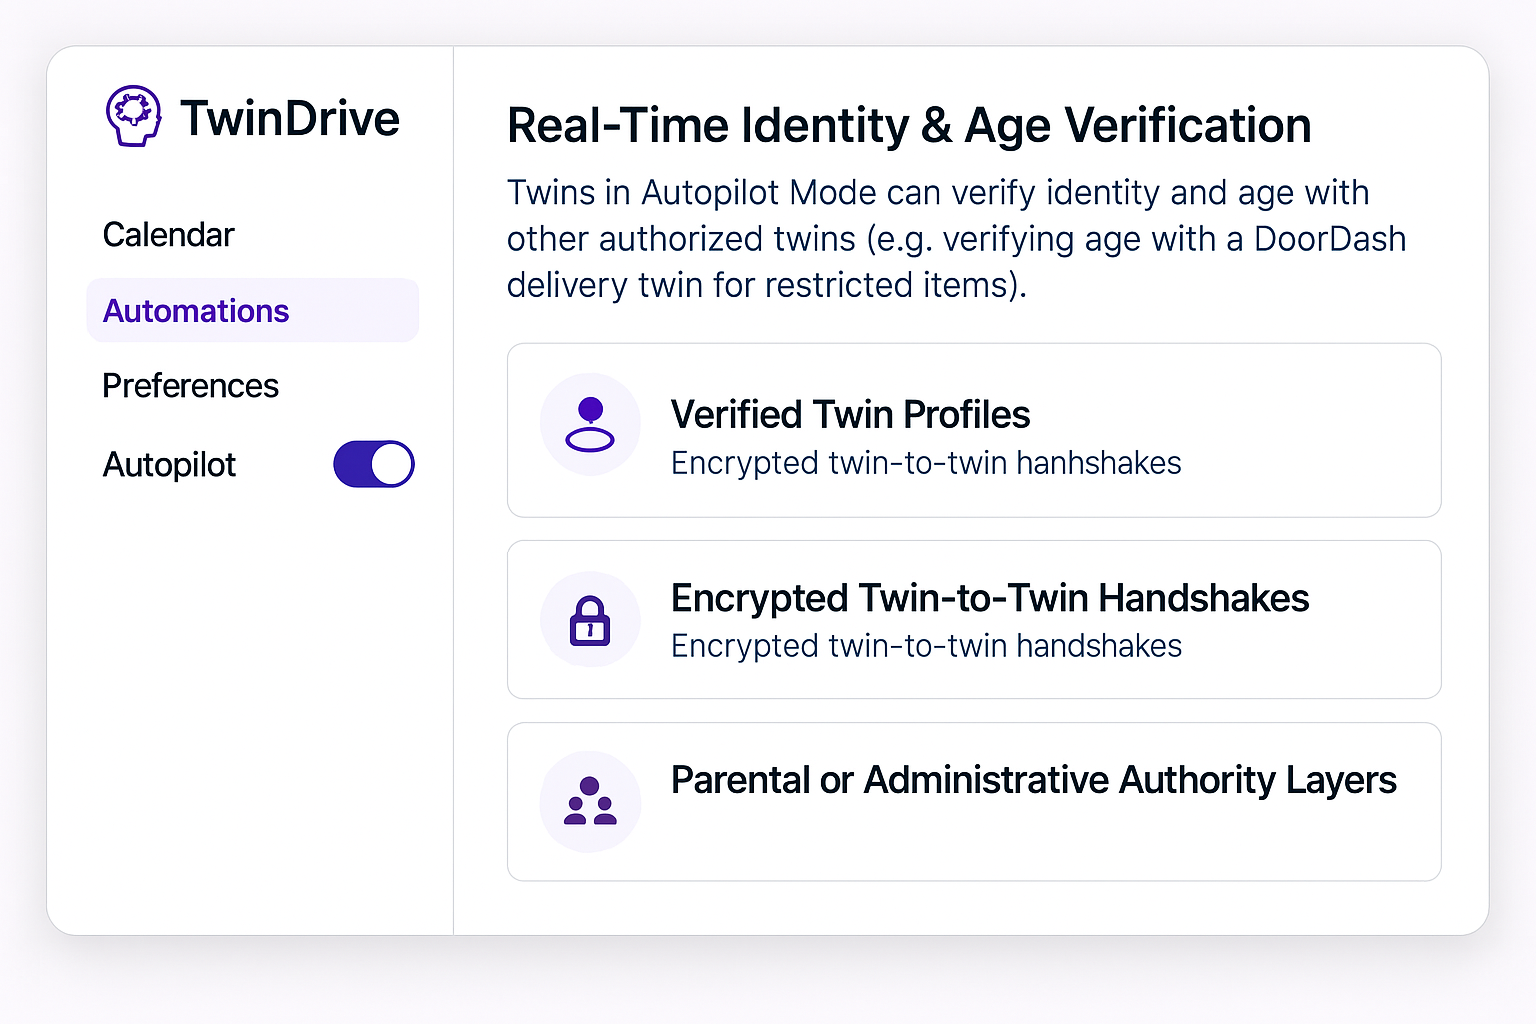 TwinDrive
Calendar
Automations
Preferences
Autopilot
Real-Time Identity & Age Verification
Twins in Autopilot Mode can verify identity and age with
other authorized twins (e.g. verifying age with a DoorDash
delivery twin for restricted items).
Verified Twin Profiles
Encrypted twin-to-twin hanhshakes
Encrypted Twin-to-Twin Handshakes
Encrypted twin-to-twin handshakes
Parental or Administrative Authority Layers